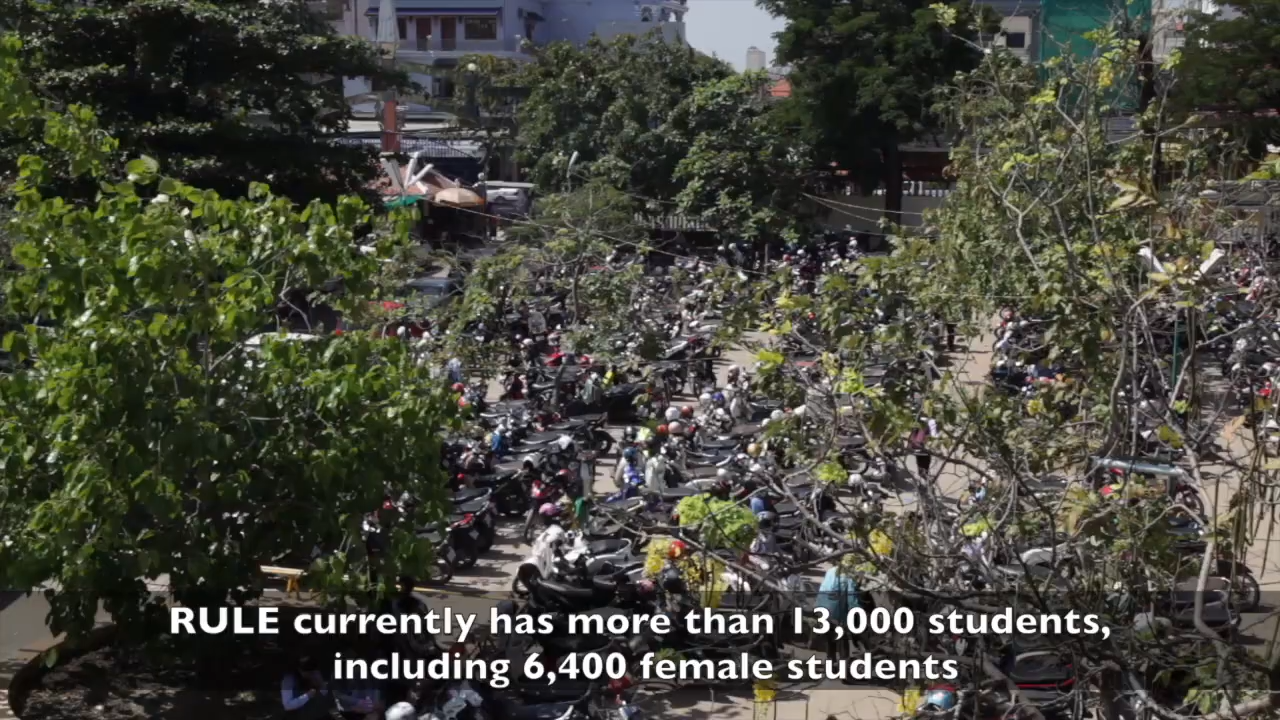 RULE currently has more than 13,000 students,
including 6,400 female students